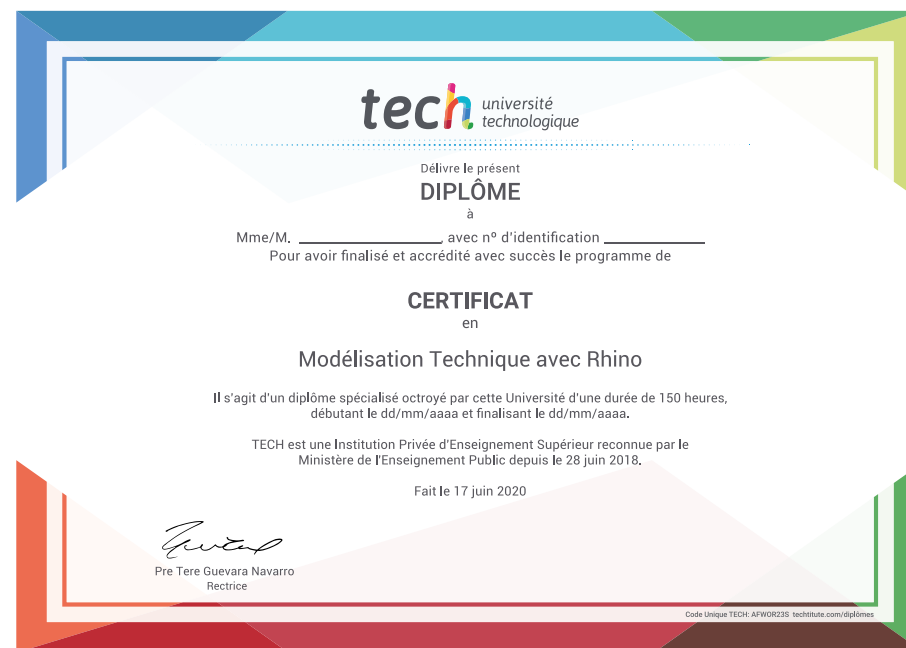 tech université
technologique
Délivre le présent
DIPLÔME
à
Mme/M. ____________, avec nº d'identification ____________
Pour avoir finalisé et accrédité avec succès le programme de
CERTIFICAT
en
Modélisation Technique avec Rhino
Il s'agit d'un diplôme spécialisé octroyé par cette Université d'une durée de 150 heures,
débutant le dd/mm/aaaa et finalisant le dd/mm/aaaa.
TECH est une Institution Privée d'Enseignement Supérieur reconnue par le
Ministère de l'Enseignement Public depuis le 28 juin 2018.
Fait le 17 juin 2020
Pre Tere Guevara Navarro
Rectrice
Code Unique TECH: AFWOR23S techtitute.com/diplômes